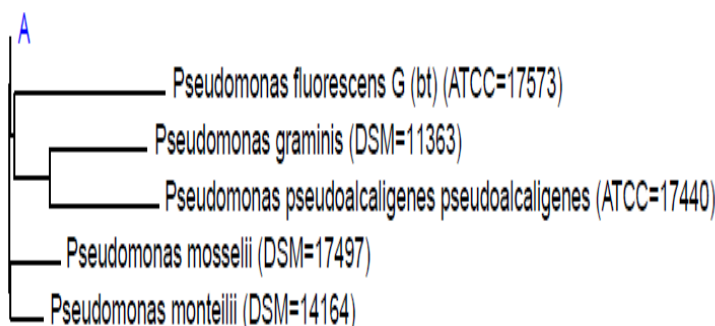 A
Pseudomonas fluorescens G (bt) (ATCC=17573)
Pseudomonas graminis (DSM=11363)
Pseudomonas pseudoalcaligenes pseudoalcaligenes (ATCC=17440)
Pseudomonas mosselii (DSM=17497)
Pseudomonas monteilii (DSM=14164)